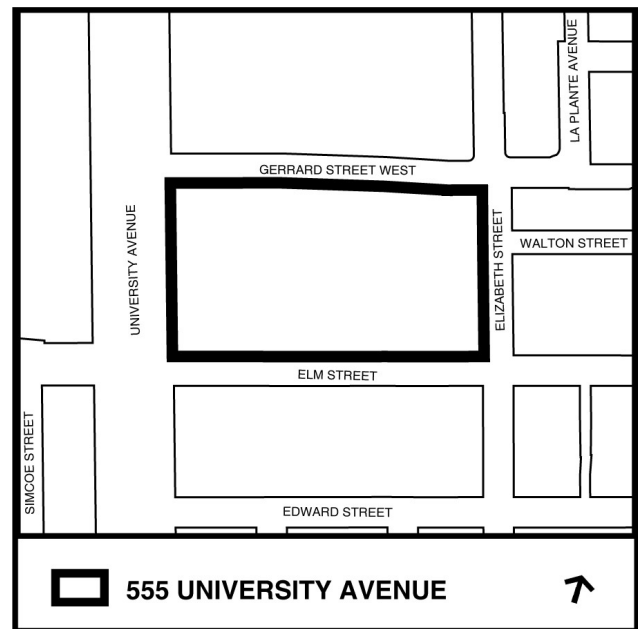 LA PLANTE AVENUE
GERRARD STREET WEST
UNIVERSITY AVENUE
ELIZABETH STREET
WALTON STREET
ELM STREET
SIMCOE STREET
EDWARD STREET
555 UNIVERSITY AVENUE